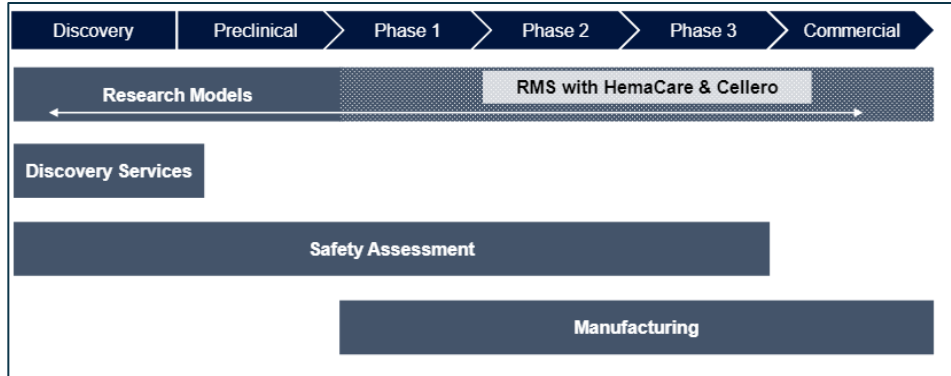 Discovery
Preclinical
Phase 1
Phase 2
Phase 3
Commercial
Research Models
RMS with HemaCare & Cellero
Discovery Services
Safety Assessment
Manufacturing